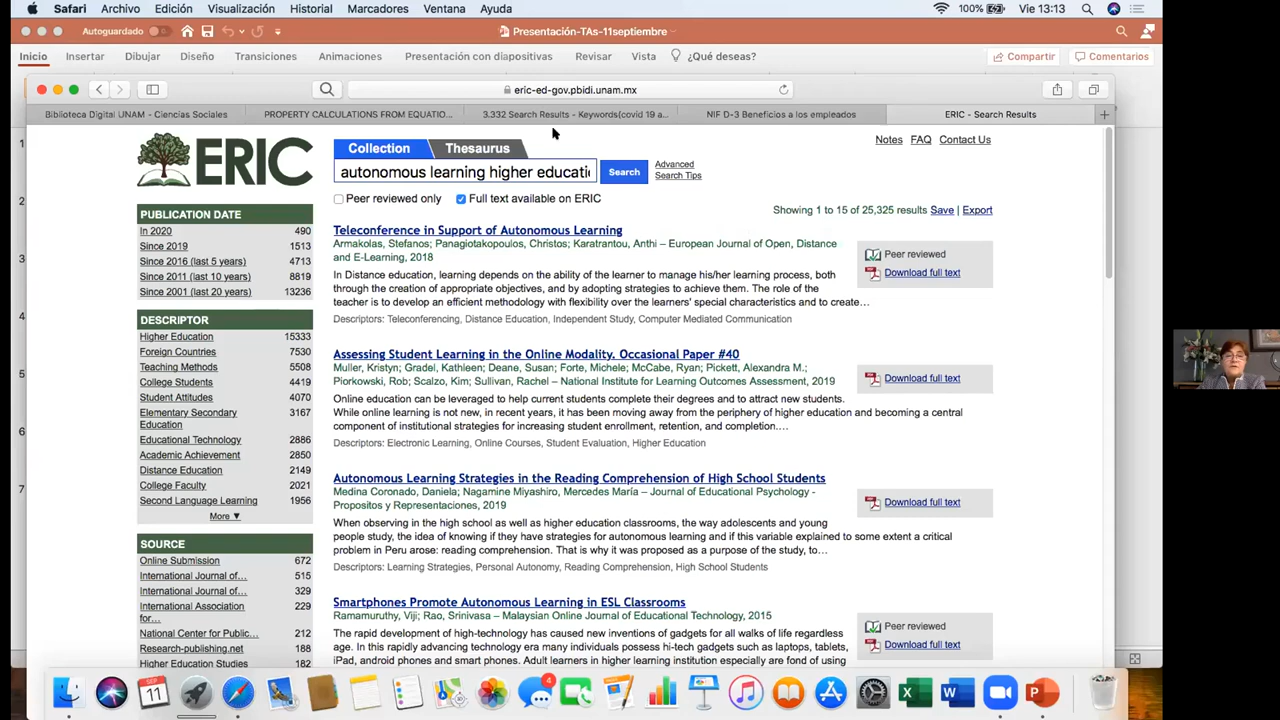 Safari Archivo Edición Visualización Historial Marcadores Ventana Ayuda 100% Vie 13:13
Autoguardado Presentación-TAs-11septiembre
Inicio Insertar Dibujar Diseño Transiciones Animaciones Presentación con diapositivas Revisar Vista ¿Qué deseas? Compartir Comentarios
eric-ed-gov.pbidi.unam.mx
Biblioteca Digital UNAM - Ciencias Sociales PROPERTY CALCULATIONS FROM EQUATIO... 3.332 Search Results - Keywords(covid 19 a... NIF D-3 Beneficios a los empleados ERIC - Search Results +
ERIC
Collection Thesaurus
Notes FAQ Contact Us
autonomous learning higher educati
Search
Advanced
Search Tips
Peer reviewed only Full text available on ERIC
Showing 1 to 15 of 25,325 results Save | Export
PUBLICATION DATE
In 2020 490
Since 2019 1513
Since 2016 (last 5 years) 4713
Since 2011 (last 10 years) 8819
Since 2001 (last 20 years) 13236
DESCRIPTOR
Higher Education 15333
Foreign Countries 7530
Teaching Methods 5508
College Students 4419
Student Attitudes 4070
Elementary Secondary 3167
Education
Educational Technology 2886
Academic Achievement 2850
Distance Education 2149
College Faculty 2021
Second Language Learning 1956
More ▼
SOURCE
Online Submission 672
International Journal of... 515
International Journal of... 329
International Association 244
for...
National Center for Public... 212
Research-publishing.net 188
Higher Education Studies 182
Teleconference in Support of Autonomous Learning
Armakolas, Stefanos; Panagiotakopoulos, Christos; Karatrantou, Anthi – European Journal of Open, Distance
and E-Learning, 2018
In Distance education, learning depends on the ability of the learner to manage his/her learning process, both
through the creation of appropriate objectives, and by adopting strategies to achieve them. The role of the
teacher is to develop an efficient methodology with flexibility over the learners' special characteristics and to create…
Descriptors: Teleconferencing, Distance Education, Independent Study, Computer Mediated Communication
Peer reviewed
Download full text
Assessing Student Learning in the Online Modality. Occasional Paper #40
Muller, Kristyn; Gradel, Kathleen; Deane, Susan; Forte, Michele; McCabe, Ryan; Pickett, Alexandra M.;
Piorkowski, Rob; Scalzo, Kim; Sullivan, Rachel – National Institute for Learning Outcomes Assessment, 2019
Online education can be leveraged to help current students complete their degrees and to attract new students.
While online learning is not new, in recent years, it has been moving away from the periphery of higher education and becoming a central
component of institutional strategies for increasing student enrollment, retention, and completion.…
Descriptors: Electronic Learning, Online Courses, Student Evaluation, Higher Education
Download full text
Autonomous Learning Strategies in the Reading Comprehension of High School Students
Medina Coronado, Daniela; Nagamine Miyashiro, Mercedes María – Journal of Educational Psychology -
Propositos y Representaciones, 2019
When observing in the high school as well as higher education classrooms, the way adolescents and young
people study, the idea of knowing if they have strategies for autonomous learning and if this variable explained to some extent a critical
problem in Peru arose: reading comprehension. That is why it was proposed as a purpose of the study, to…
Descriptors: Learning Strategies, Personal Autonomy, Reading Comprehension, High School Students
Download full text
Smartphones Promote Autonomous Learning in ESL Classrooms
Ramamuruthy, Viji; Rao, Srinivasa – Malaysian Online Journal of Educational Technology, 2015
The rapid development of high-technology has caused new inventions of gadgets for all walks of life regardless
age. In this rapidly advancing technology era many individuals possess hi-tech gadgets such as laptops, tablets,
iPad, android phones and smart phones. Adult learners in higher learning institution especially are fond of using
Peer reviewed
Download full text
1
2
3
4
5
6
7
SEP
11
4